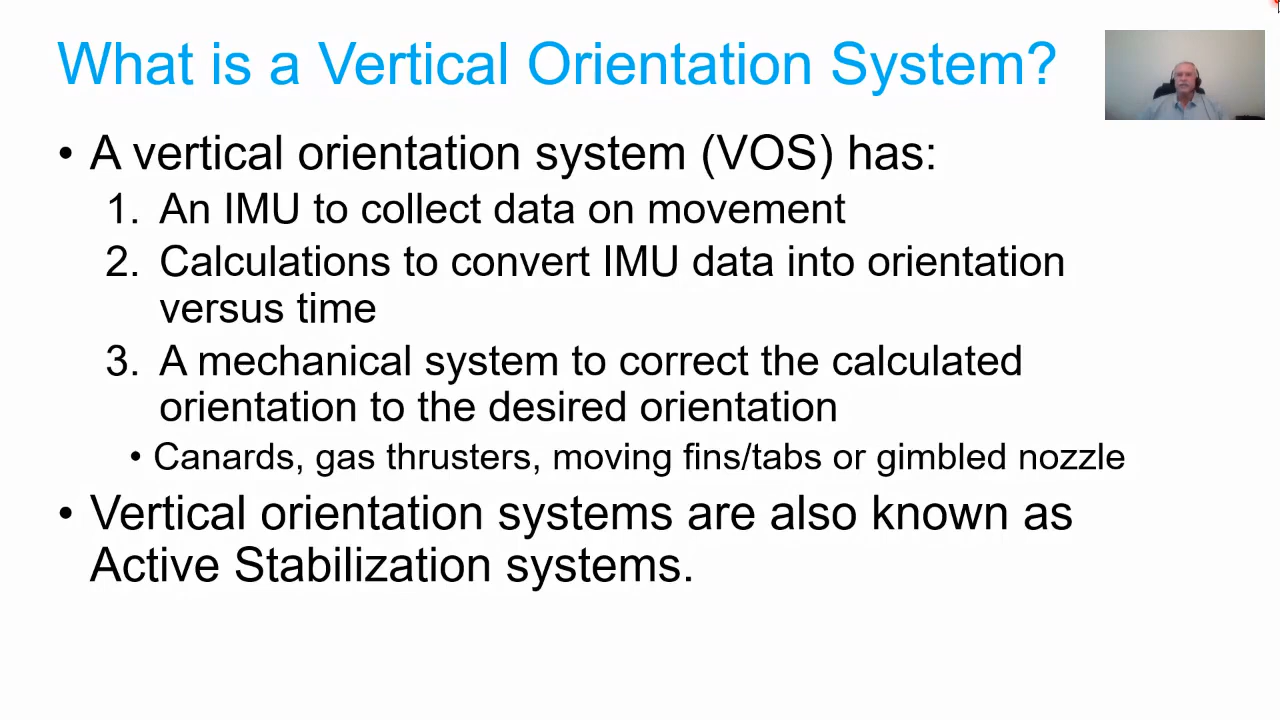 What is a Vertical Orientation System?
• A vertical orientation system (VOS) has:
1. An IMU to collect data on movement
2. Calculations to convert IMU data into orientation
versus time
3. A mechanical system to correct the calculated
orientation to the desired orientation
• Canards, gas thrusters, moving fins/tabs or gimbled nozzle
• Vertical orientation systems are also known as
Active Stabilization systems.